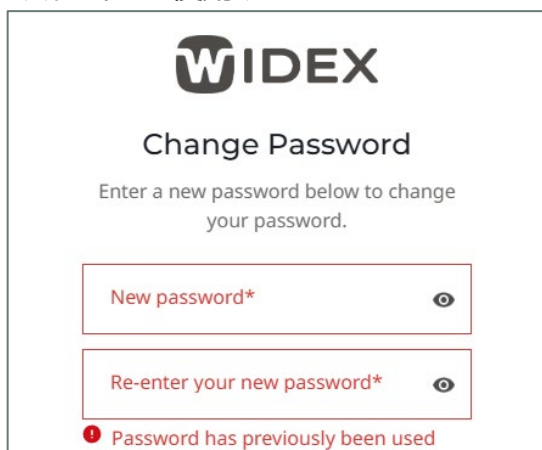 WIDEX
Change Password
Enter a new password below to change
your password.
New password*
Re-enter your new password*
Password has previously been used